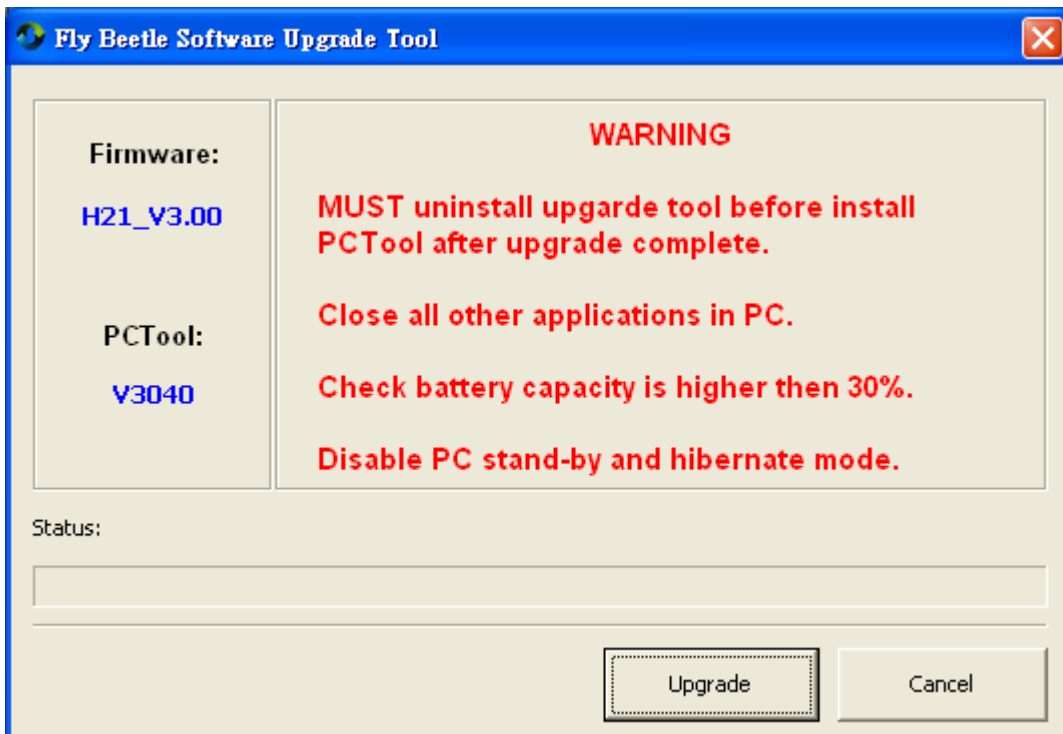 Fly Beetle Software Upgrade Tool
Firmware:
H21_V3.00
PCTool:
V3040
WARNING
MUST uninstall upgarde tool before install
PCTool after upgrade complete.
Close all other applications in PC.
Check battery capacity is higher then 30%.
Disable PC stand-by and hibernate mode.
Status:
Upgrade
Cancel